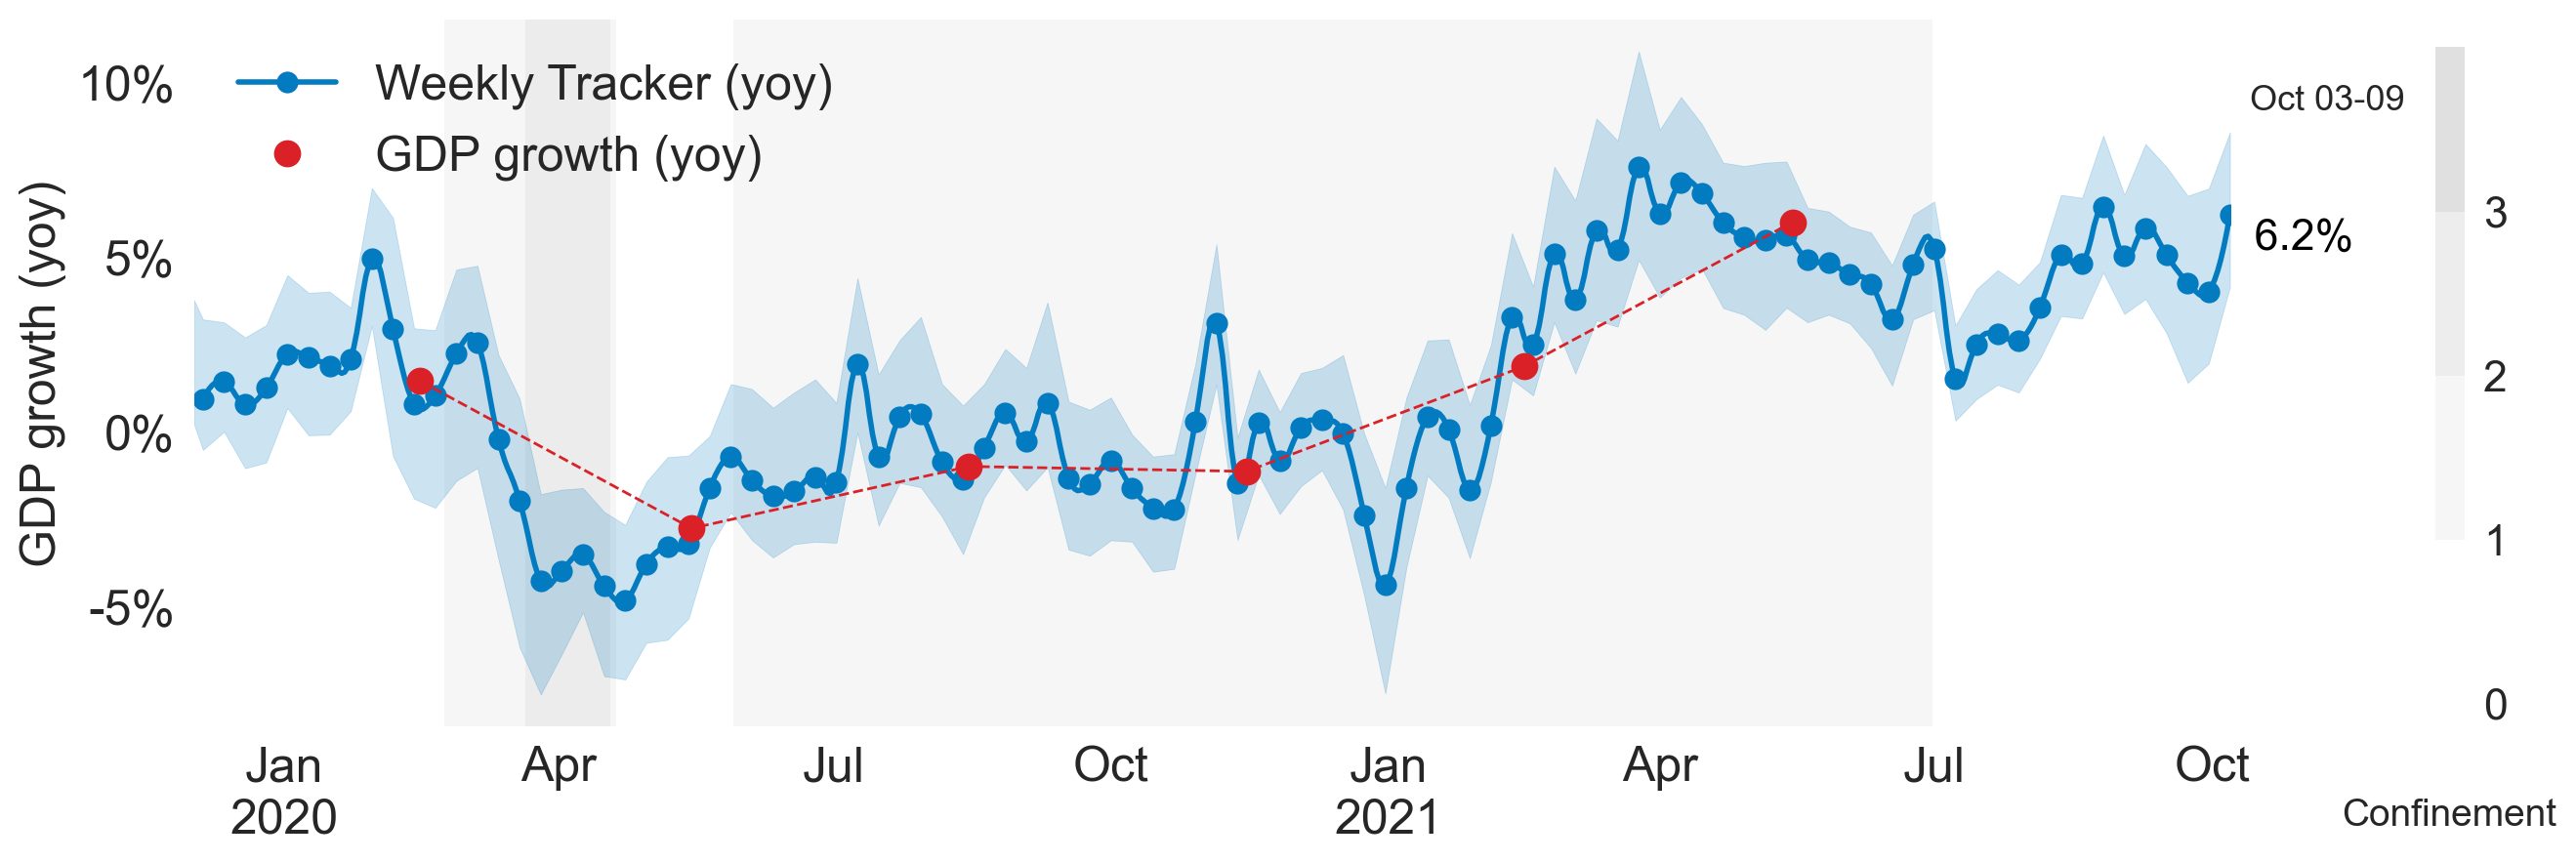 GDP growth (yoy)
10%
5%
0%
-5%
Weekly Tracker (yoy)
GDP growth (yoy)
Oct 03-09
6.2%
3
2
1
0
Jan Apr Jul Oct Jan Apr Jul Oct
2020 2021
Confinement